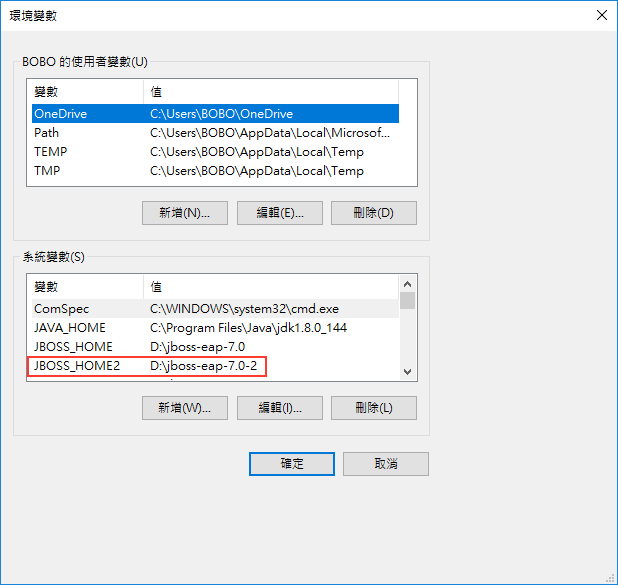 環境變數
BOBO 的使用者變數(U)
變數 值
OneDrive C:\Users\BOBO\OneDrive
Path C:\Users\BOBO\AppData\Local\Microsof...
TEMP C:\Users\BOBO\AppData\Local\Temp
TMP C:\Users\BOBO\AppData\Local\Temp
新增(N)... 編輯(E)... 刪除(D)
系統變數(S)
變數 值
ComSpec C:\WINDOWS\system32\cmd.exe
JAVA_HOME C:\Program Files\Java\jdk1.8.0_144
JBOSS_HOME D:\jboss-eap-7.0
JBOSS_HOME2 D:\jboss-eap-7.0-2
新增(W)... 編輯(I)... 刪除(L)
確定 取消